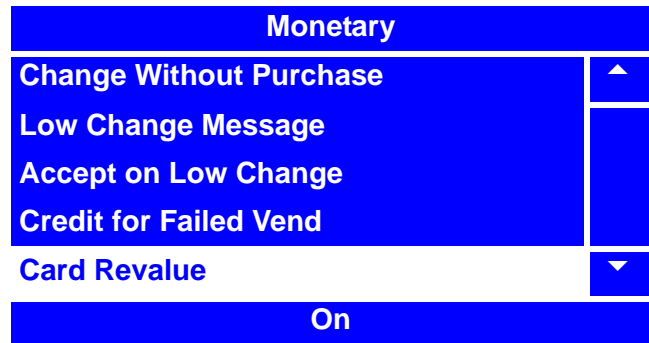 Monetary
Change Without Purchase
Low Change Message
Accept on Low Change
Credit for Failed Vend
Card Revalue
On